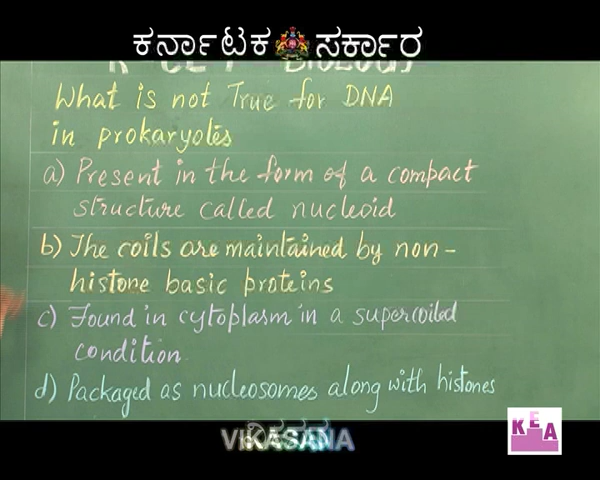 ಕರ್ನಾಟಕ ಸರ್ಕಾರ
K-CET BIOLOGY
What is not True for DNA
in prokaryotes
a) Present in the form of a compact
structure called nucleoid
b) The coils are maintained by non-
histone basic proteins
c) Found in cytoplasm in a supercoiled
condition
d) Packaged as nucleosomes along with histones
KEA
VIKASANA